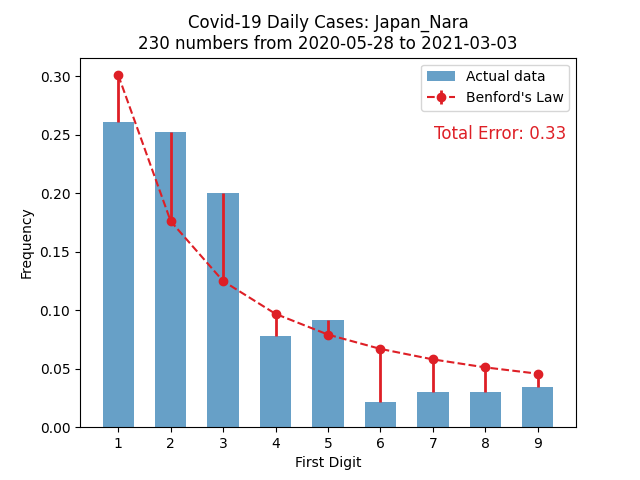 Covid-19 Daily Cases: Japan_Nara
230 numbers from 2020-05-28 to 2021-03-03
Actual data
Benford's Law
Total Error: 0.33
Frequency
0.30
0.25
0.20
0.15
0.10
0.05
0.00
1 2 3 4 5 6 7 8 9
First Digit